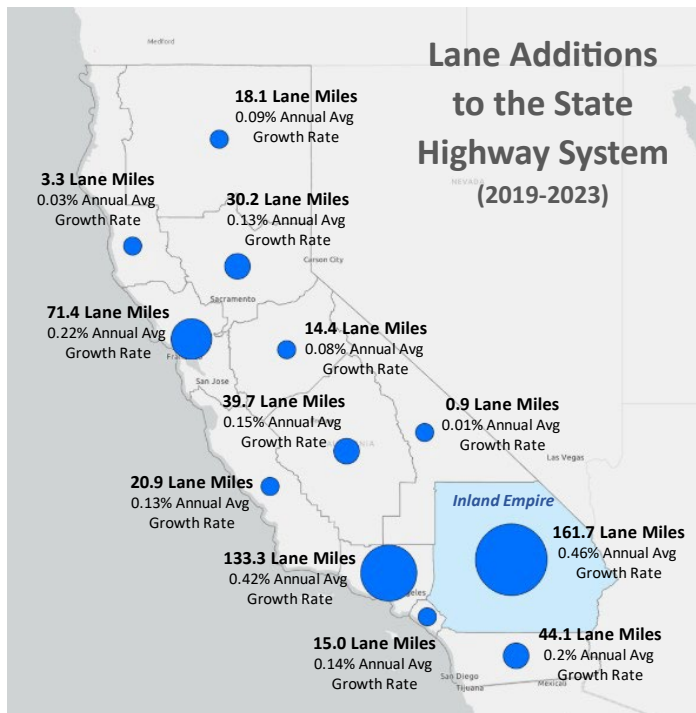 Lane Additions
to the State
Highway System
(2019-2023)
Medford
18.1 Lane Miles
0.09% Annual Avg
Growth Rate
3.3 Lane Miles
0.03% Annual Avg
Growth Rate
30.2 Lane Miles
0.13% Annual Avg
Growth Rate
NEVADA
Carson City
Sacramento
71.4 Lane Miles
0.22% Annual Avg
Growth Rate
San Jose
14.4 Lane Miles
0.08% Annual Avg
Growth Rate
39.7 Lane Miles
0.15% Annual Avg
Growth Rate
0.9 Lane Miles
0.01% Annual Avg
Growth Rate
Las Vegas
20.9 Lane Miles
0.13% Annual Avg
Growth Rate
Inland Empire
161.7 Lane Miles
0.46% Annual Avg
Growth Rate
133.3 Lane Miles
0.42% Annual Avg
Growth Rate
15.0 Lane Miles
0.14% Annual Avg
Growth Rate
44.1 Lane Miles
0.2% Annual Avg
Growth Rate
San Diego
Tijuana
Mexicali